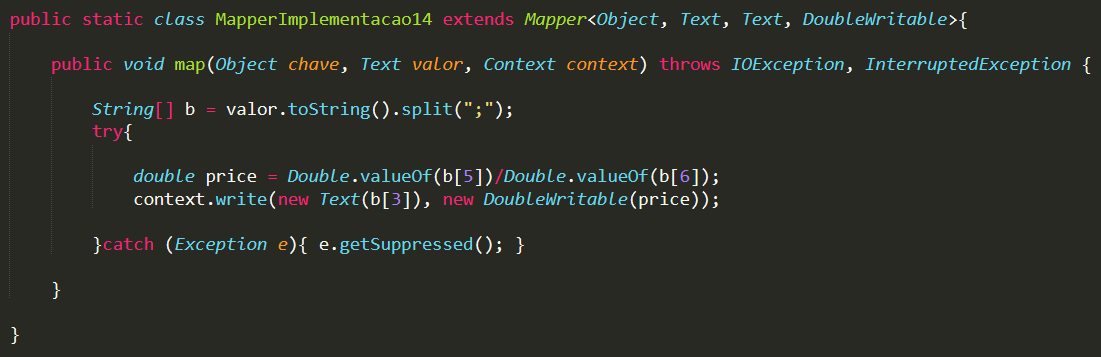 public static class MapperImplementacao14 extends Mapper<Object, Text, Text, DoubleWritable>{
public void map(Object chave, Text valor, Context context) throws IOException, InterruptedException {
String[] b = valor.toString().split(";");
try{
double price = Double.valueOf(b[5])/Double.valueOf(b[6]);
context.write(new Text(b[3]), new DoubleWritable(price));
}catch (Exception e){ e.getSuppressed(); }
}
}